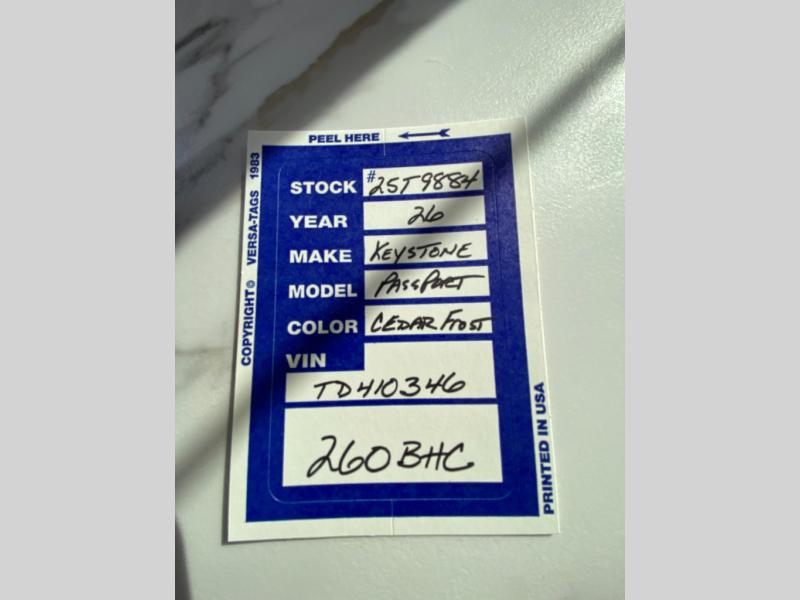 PEEL HERE
COPYRIGHT © VERSA-TAGS 1983
STOCK #25T9884
YEAR 26
MAKE KEYSTONE
MODEL PASSPORT
COLOR CEDAR FROST
VIN
TD410346
260BHC
PRINTED IN USA